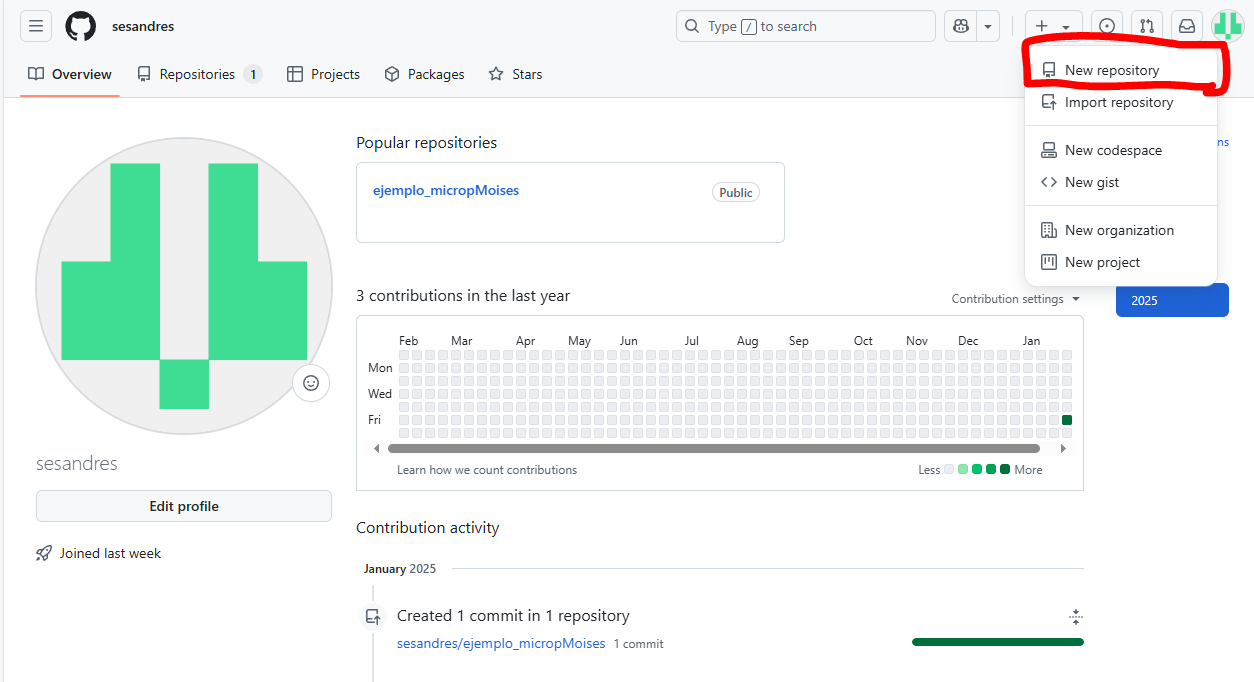 sesandres
Type / to search
Overview
Repositories 1
Projects
Packages
Stars
New repository
Import repository
New codespace
New gist
New organization
New project
Popular repositories
ejemplo_micropMoises
Public
ns
3 contributions in the last year
Contribution settings
2025
Feb Mar Apr May Jun Jul Aug Sep Oct Nov Dec Jan
Mon
Wed
Fri
Learn how we count contributions
Less
More
sesandres
Edit profile
Joined last week
Contribution activity
January 2025
Created 1 commit in 1 repository
sesandres/ejemplo_micropMoises 1 commit